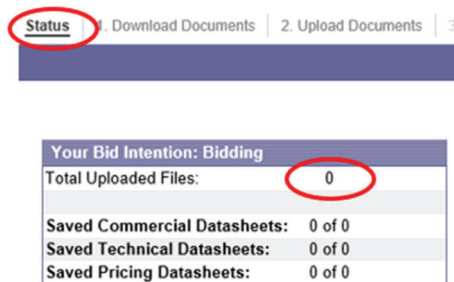 Status 1. Download Documents 2. Upload Documents 3
Your Bid Intention: Bidding
Total Uploaded Files: 0
Saved Commercial Datasheets: 0 of 0
Saved Technical Datasheets: 0 of 0
Saved Pricing Datasheets: 0 of 0